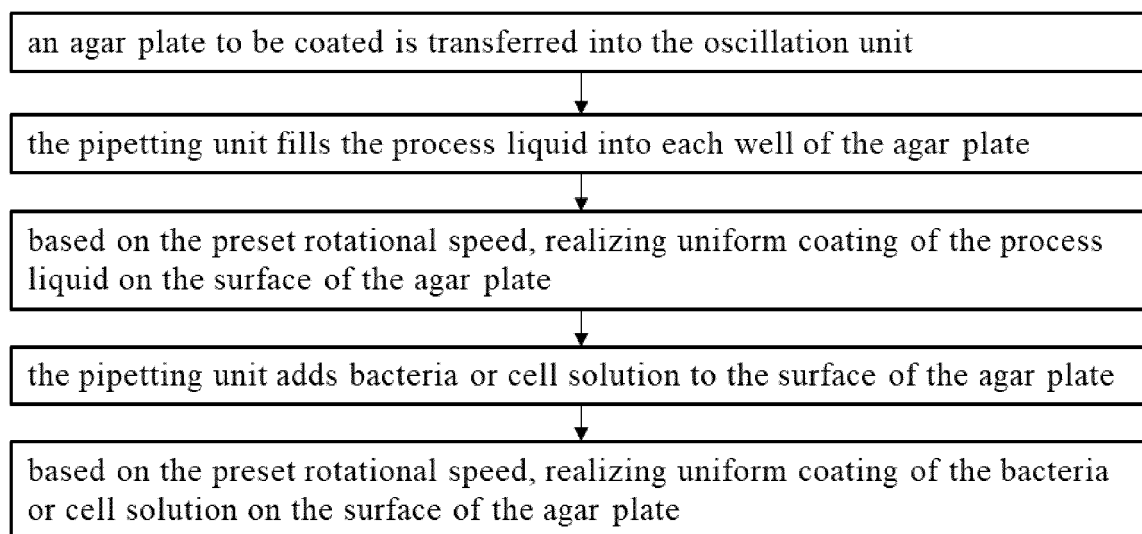 an agar plate to be coated is transferred into the oscillation unit
the pipetting unit fills the process liquid into each well of the agar plate
based on the preset rotational speed, realizing uniform coating of the process
liquid on the surface of the agar plate
the pipetting unit adds bacteria or cell solution to the surface of the agar plate
based on the preset rotational speed, realizing uniform coating of the bacteria
or cell solution on the surface of the agar plate